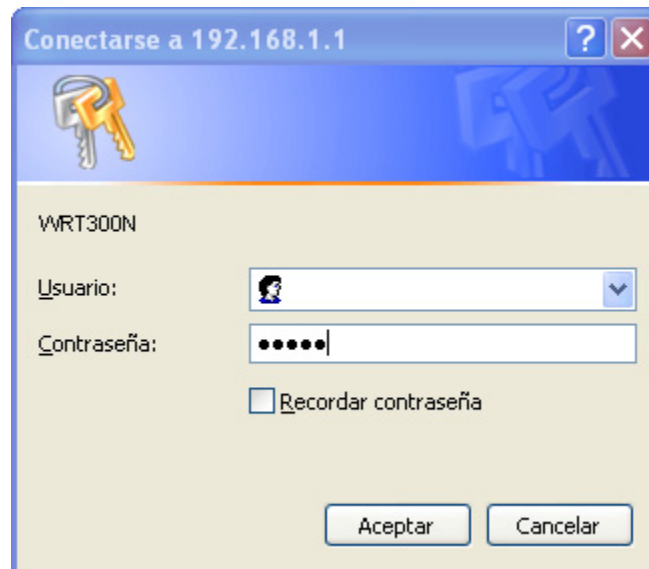 Conectarse a 192.168.1.1
WRT300N
Usuario:
Contraseña: •••••
Recordar contraseña
Aceptar Cancelar